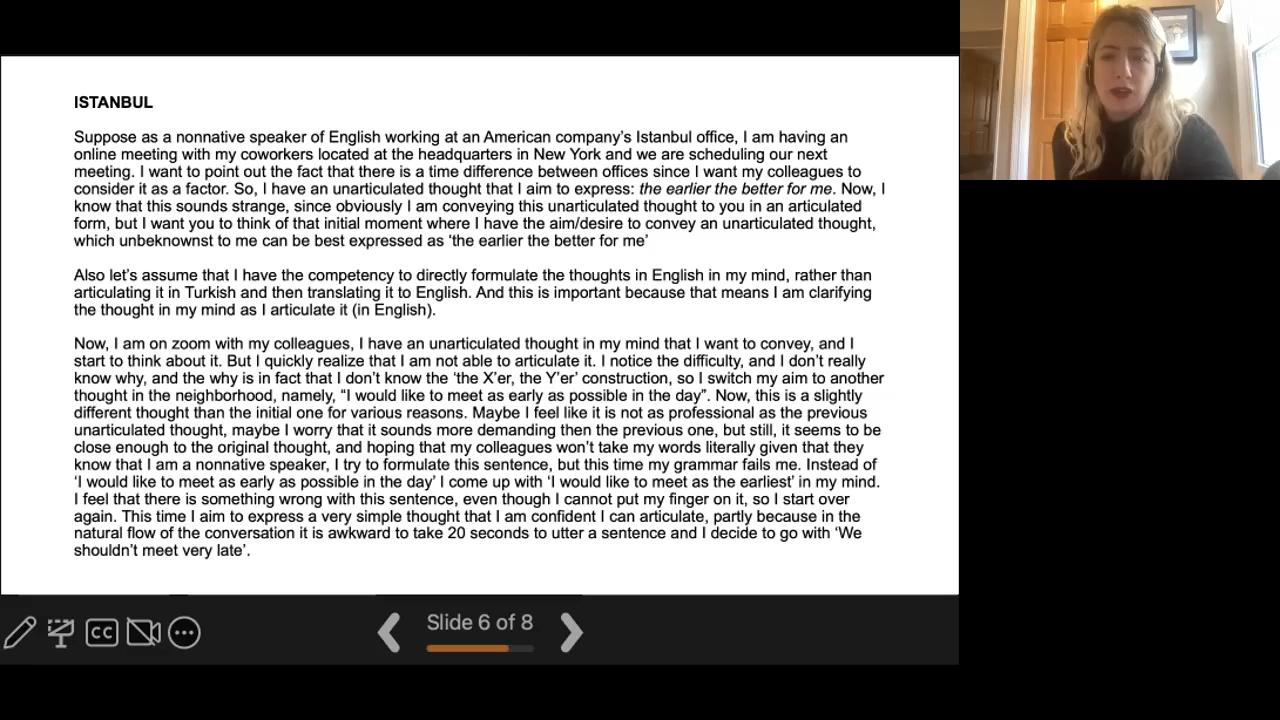 ISTANBUL
Suppose as a nonnative speaker of English working at an American company's Istanbul office, I am having an
online meeting with my coworkers located at the headquarters in New York and we are scheduling our next
meeting. I want to point out the fact that there is a time difference between offices since I want my colleagues to
consider it as a factor. So, I have an unarticulated thought that I aim to express: the earlier the better for me. Now, I
know that this sounds strange, since obviously I am conveying this unarticulated thought to you in an articulated
form, but I want you to think of that initial moment where I have the aim/desire to convey an unarticulated thought,
which unbeknownst to me can be best expressed as 'the earlier the better for me'
Also let's assume that I have the competency to directly formulate the thoughts in English in my mind, rather than
articulating it in Turkish and then translating it to English. And this is important because that means I am clarifying
the thought in my mind as I articulate it (in English).
Now, I am on zoom with my colleagues, I have an unarticulated thought in my mind that I want to convey, and I
start to think about it. But I quickly realize that I am not able to articulate it. I notice the difficulty, and I don't really
know why, and the why is in fact that I don't know the 'the X'er, the Y'er' construction, so I switch my aim to another
thought in the neighborhood, namely, "I would like to meet as early as possible in the day". Now, this is a slightly
different thought than the initial one for various reasons. Maybe I feel like it is not as professional as the previous
unarticulated thought, maybe I worry that it sounds more demanding then the previous one, but still, it seems to be
close enough to the original thought, and hoping that my colleagues won't take my words literally given that they
know that I am a nonnative speaker, I try to formulate this sentence, but this time my grammar fails me. Instead of
'I would like to meet as early as possible in the day' I come up with 'I would like to meet as the earliest' in my mind.
I feel that there is something wrong with this sentence, even though I cannot put my finger on it, so I start over
again. This time I aim to express a very simple thought that I am confident I can articulate, partly because in the
natural flow of the conversation it is awkward to take 20 seconds to utter a sentence and I decide to go with 'We
shouldn't meet very late'.
CC
Slide 6 of 8